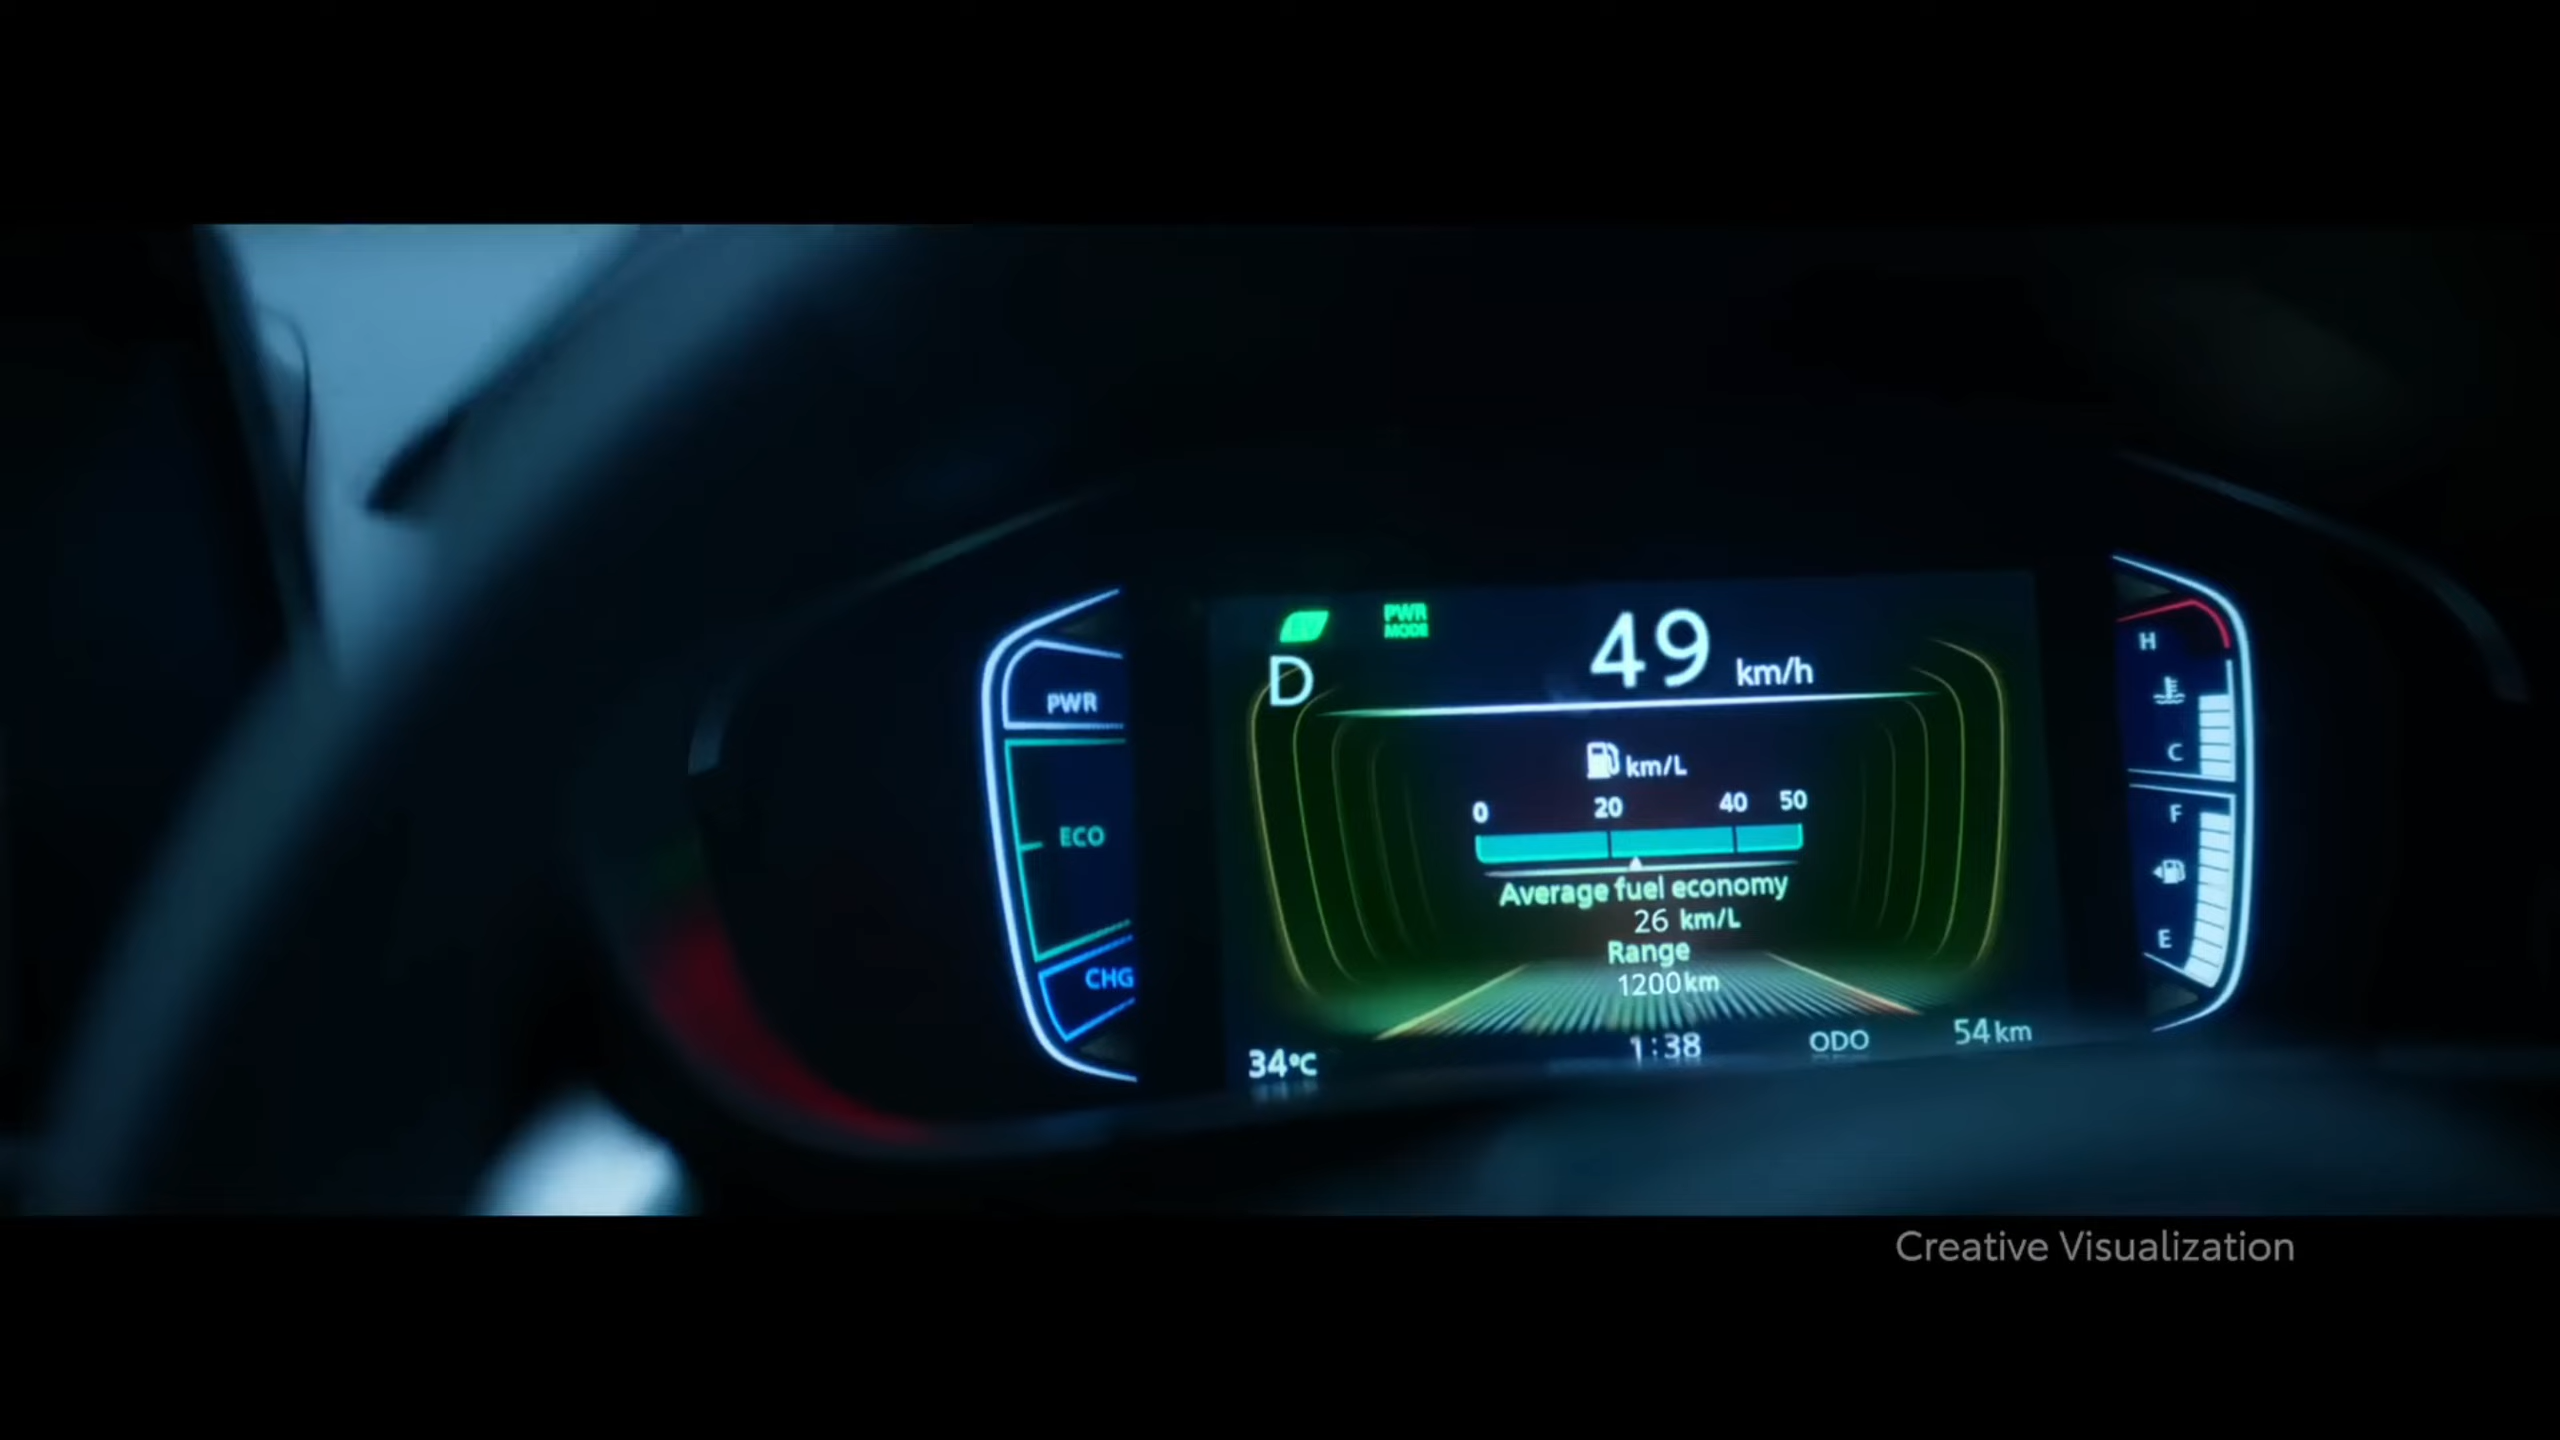 PWR
ECO
CHG
EV
PWR
MODE
D
49 km/h
km/L
0 20 40 50
Average fuel economy
26 km/L
Range
1200km
34°C
1:38
ODO
54km
H
C
F
E
Creative Visualization